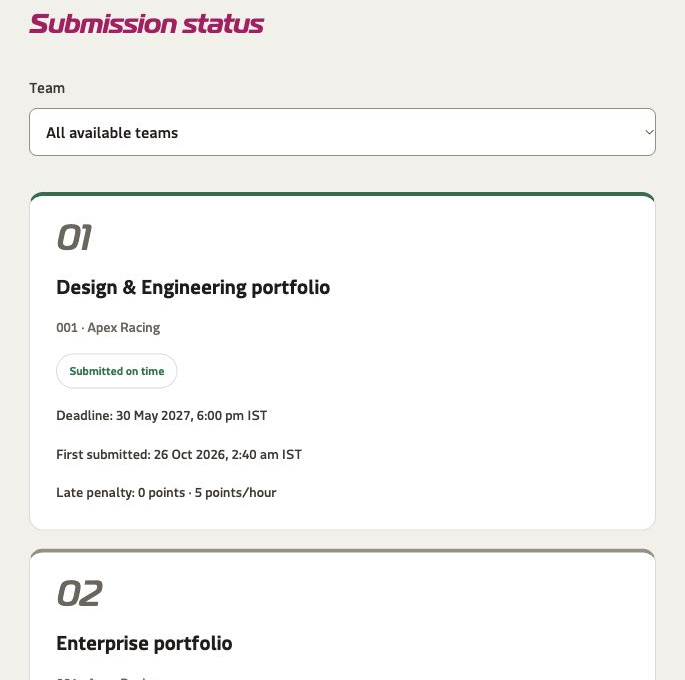 Submission status
Team
All available teams
01
Design & Engineering portfolio
001 · Apex Racing
Submitted on time
Deadline: 30 May 2027, 6:00 pm IST
First submitted: 26 Oct 2026, 2:40 am IST
Late penalty: 0 points · 5 points/hour
02
Enterprise portfolio